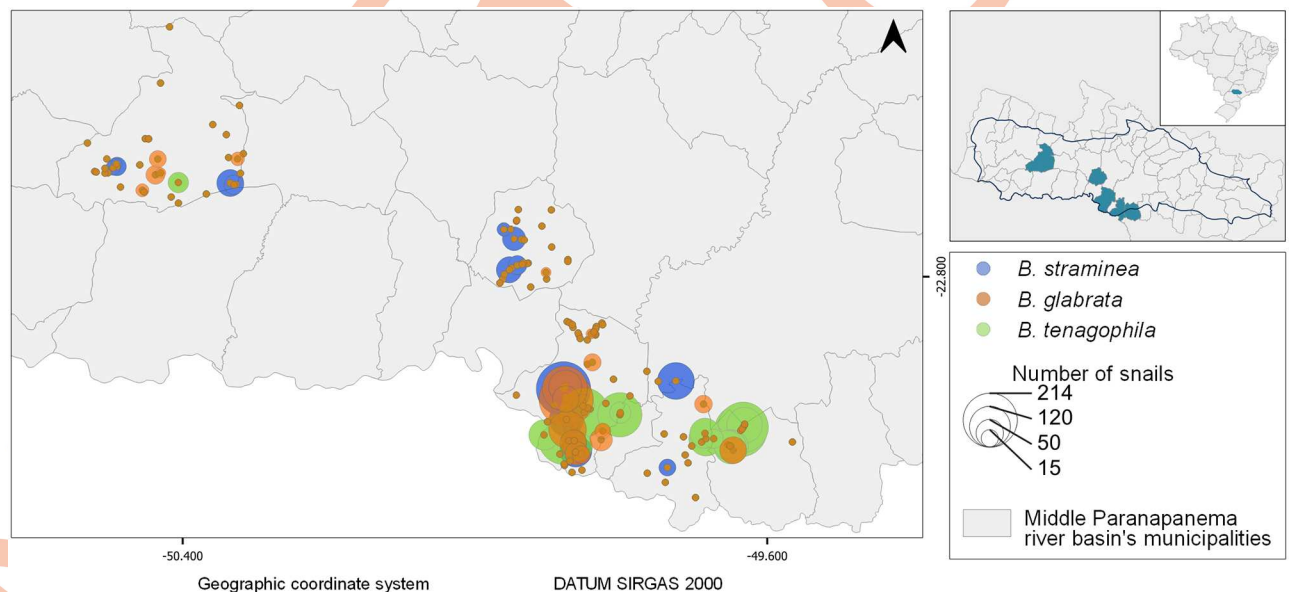 -22.800
-50.400
-49.600
Geographic coordinate system
DATUM SIRGAS 2000
B. straminea
B. glabrata
B. tenagophila
Number of snails
214
120
50
15
Middle Paranapanema
river basin's municipalities